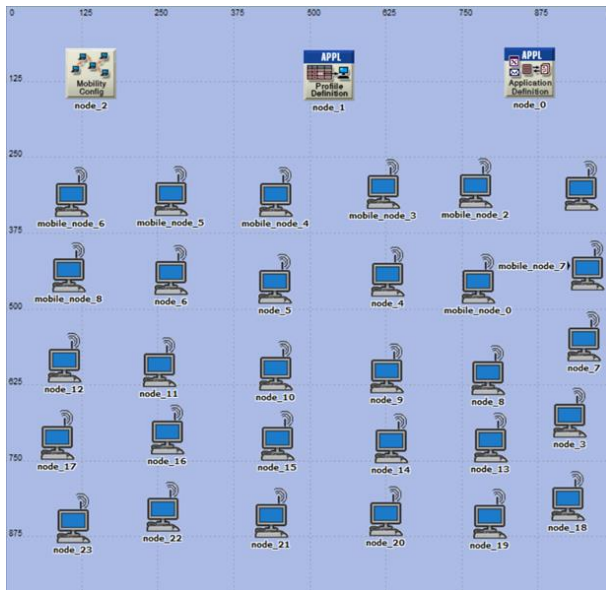 0 125 250 375 500 625 750 875
Mobility
Config
node_2
APPL
Profile
Definition
node_1
APPL
Application
Definition
node_0
125
250
mobile_node_6
mobile_node_5
mobile_node_4
mobile_node_3
mobile_node_2
375
mobile_node_8
node_6
node_5
node_4
mobile_node_0
mobile_node_7
500
node_12
node_11
node_10
node_9
node_8
node_7
625
node_17
node_16
node_15
node_14
node_13
node_3
750
node_23
node_22
node_21
node_20
node_19
node_18
875